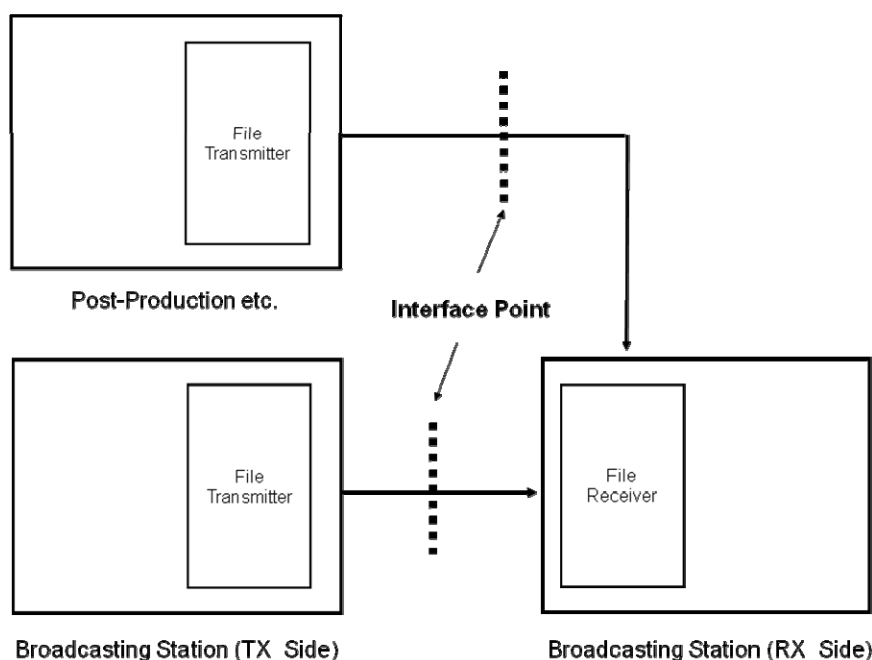 File
Transmitter
Post-Production etc.
Interface Point
File
Transmitter
File
Receiver
Broadcasting Station (TX Side)
Broadcasting Station (RX Side)